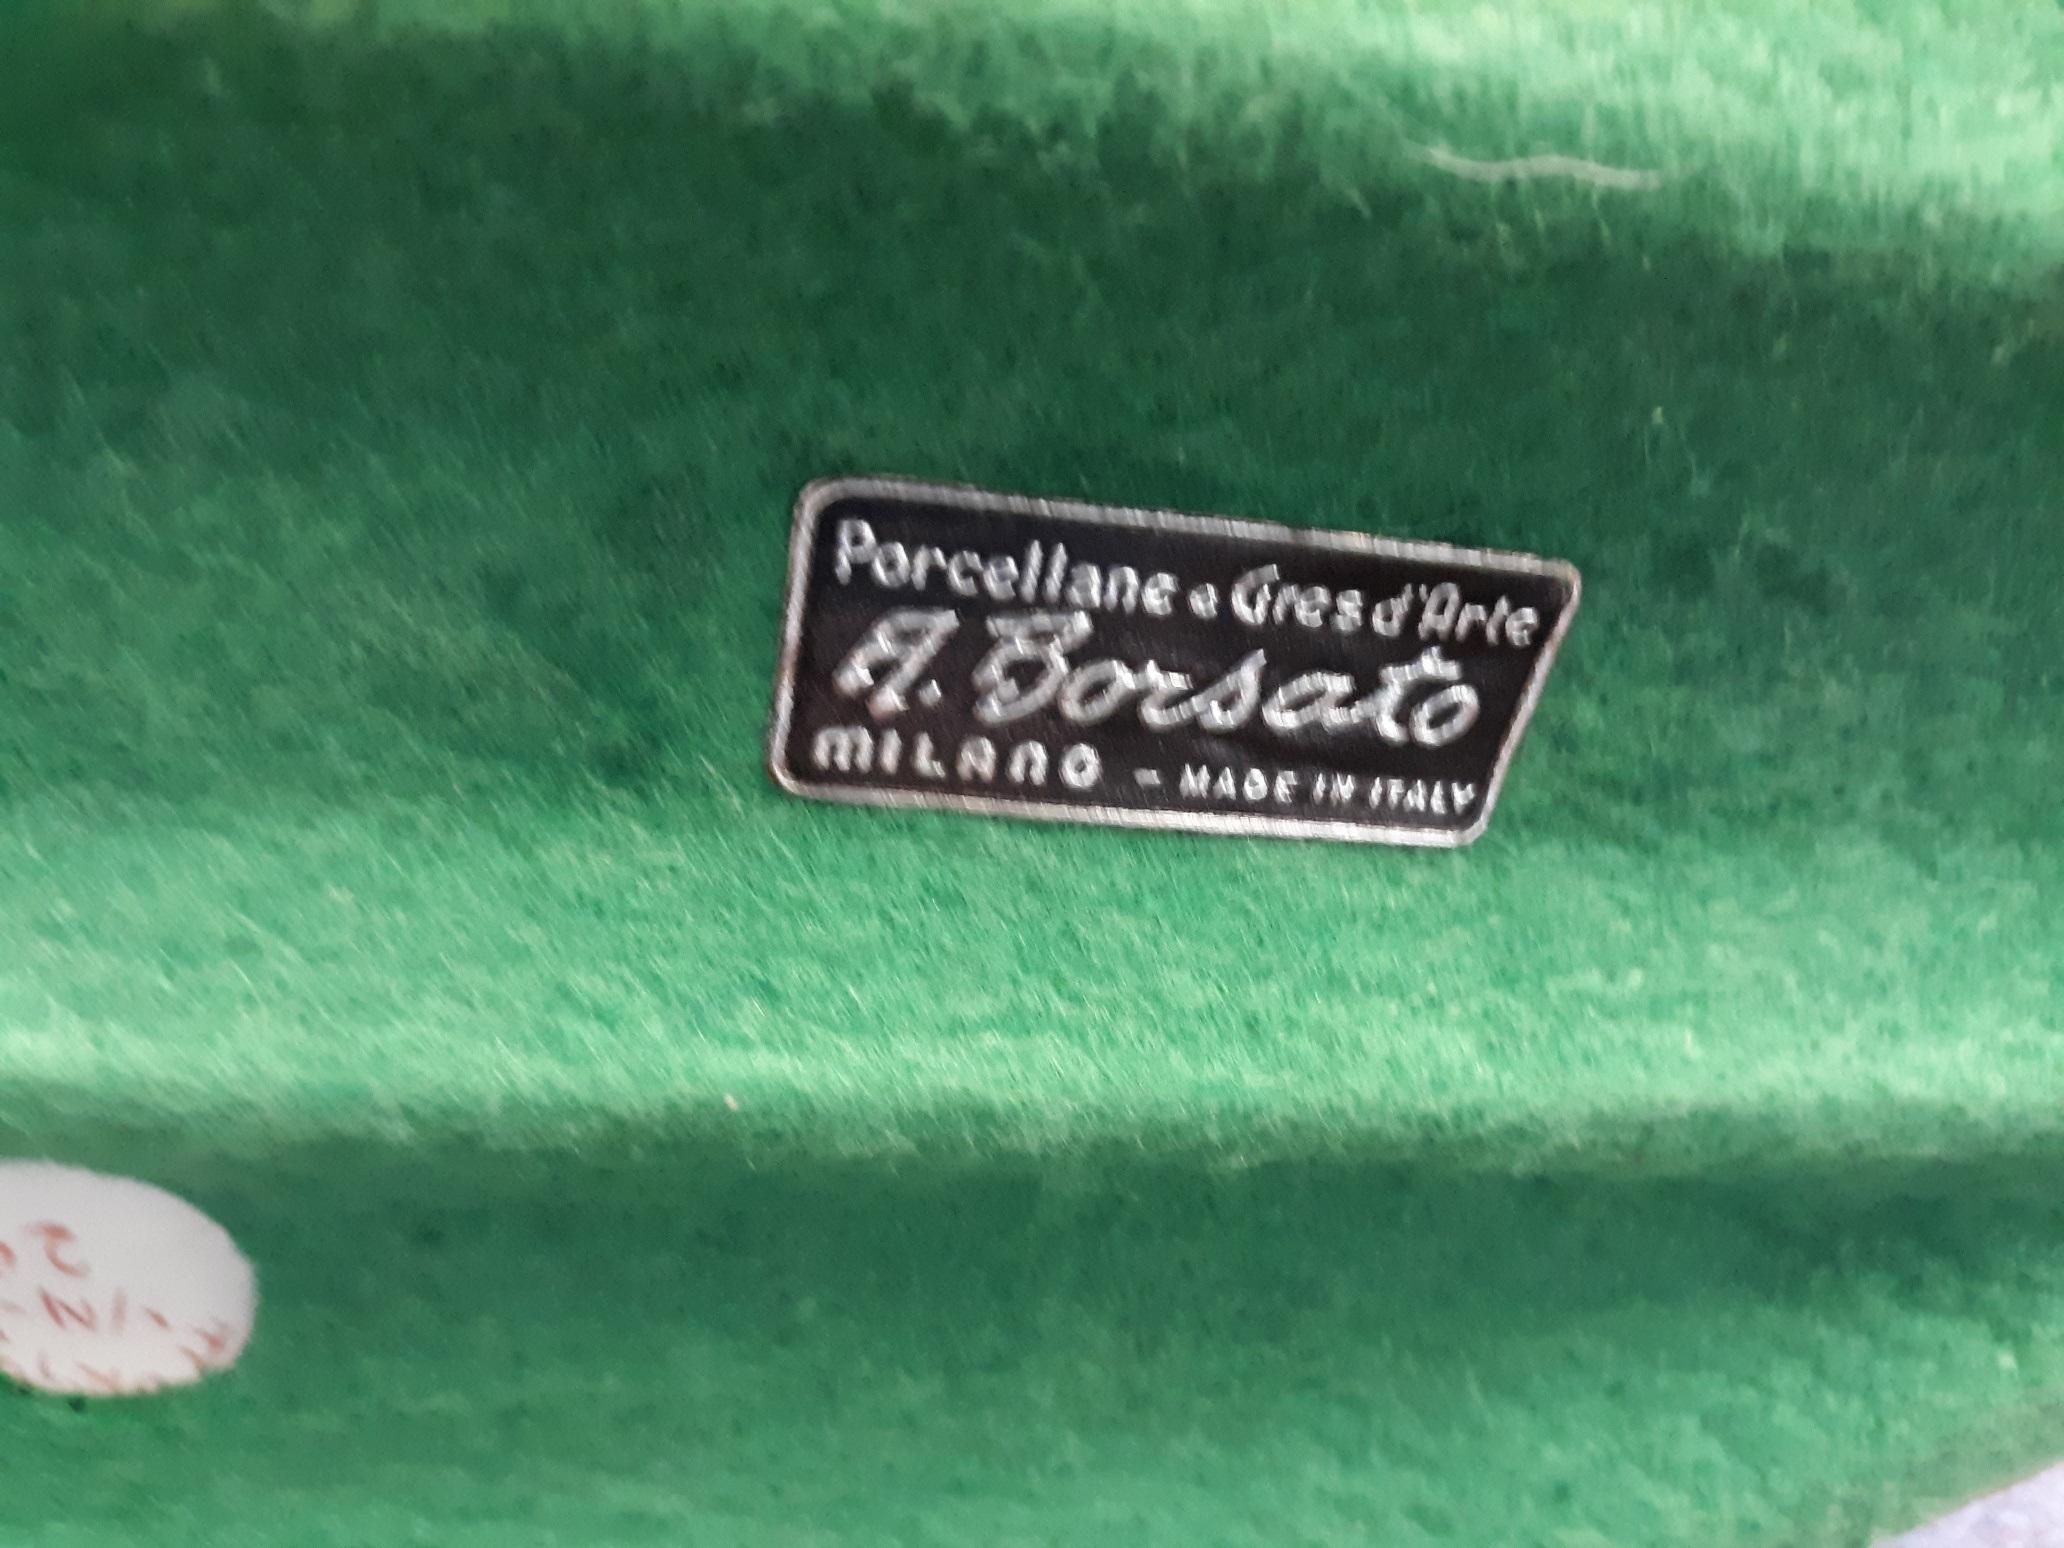 Porcellane e Gres d'Arte
A. Borsato
MILANO - MADE IN ITALY